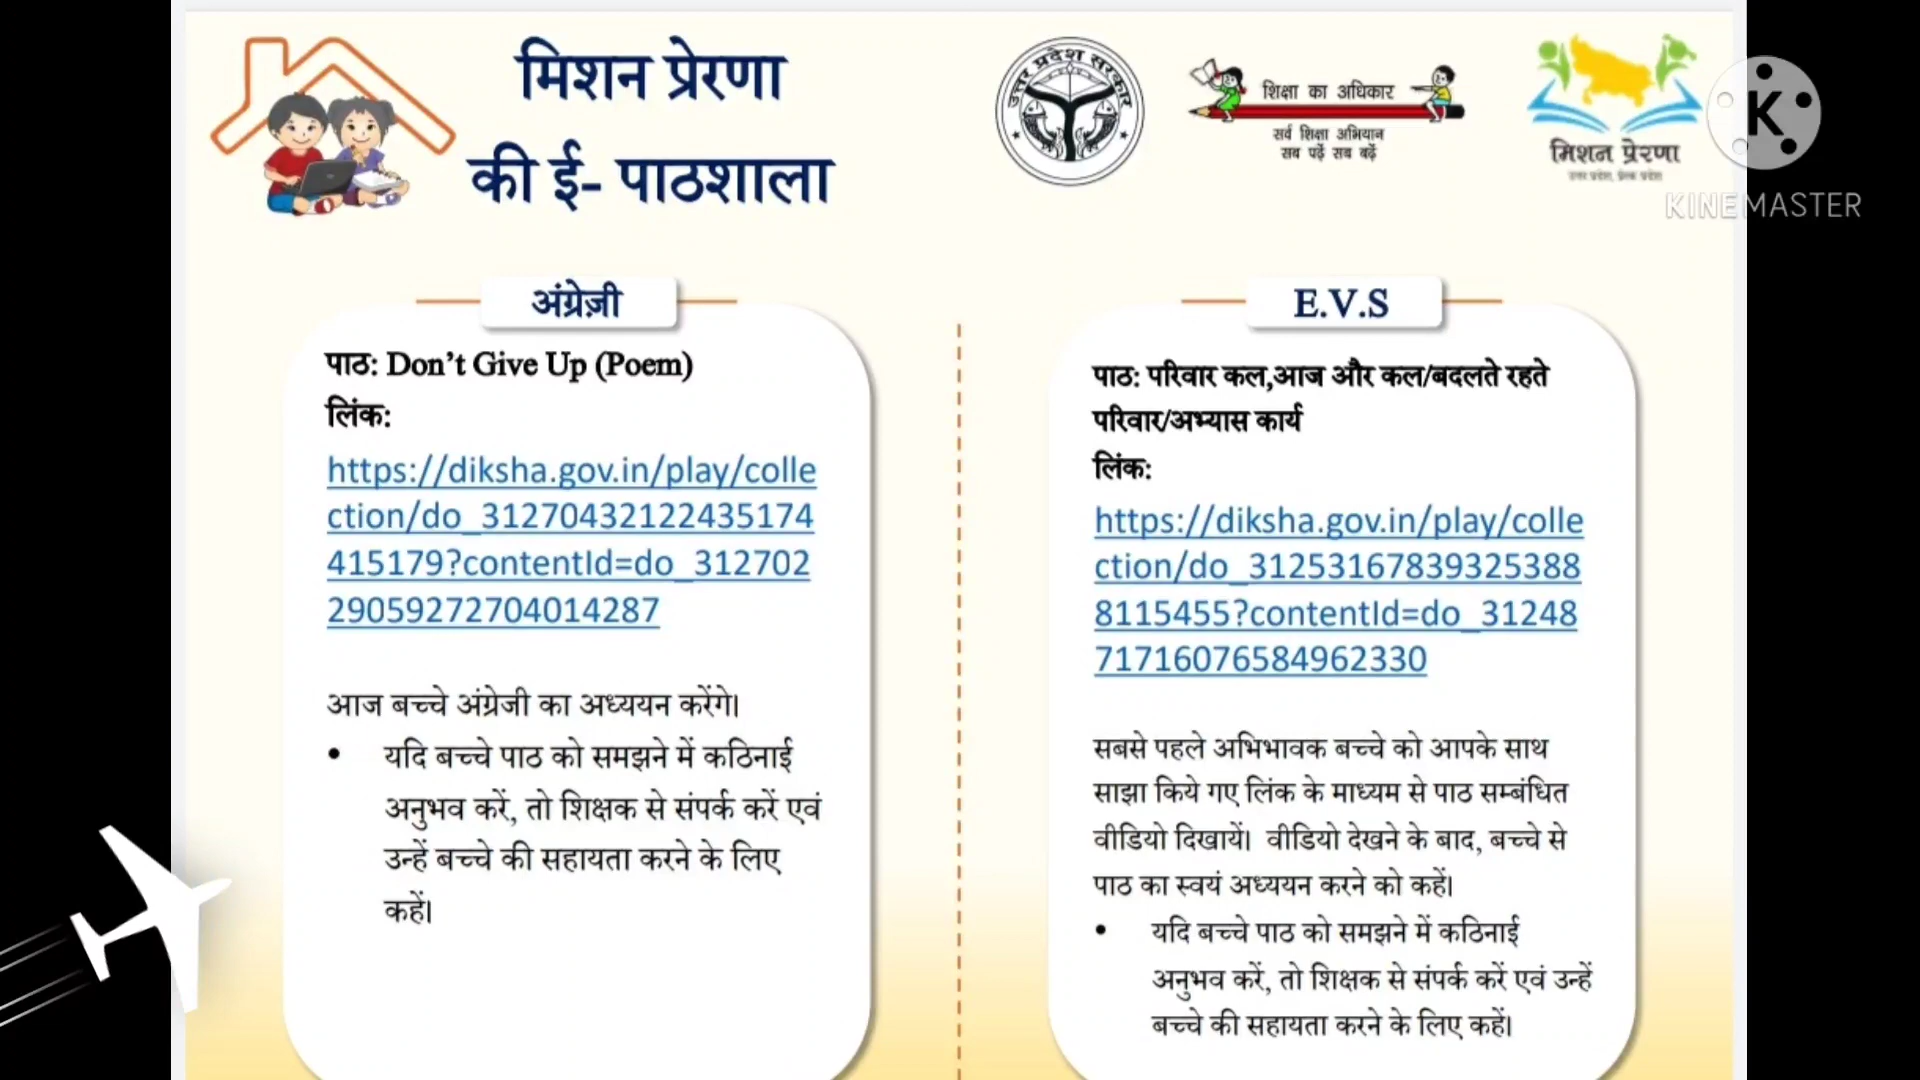 मिशन प्रेरणा
की ई- पाठशाला
उत्तर प्रदेश सरकार
शिक्षा का अधिकार
सर्व शिक्षा अभियान
सब पढ़ें सब बढ़ें
मिशन प्रेरणा
K
KINEMASTER
अंग्रेज़ी
पाठ: Don’t Give Up (Poem)
लिंक:
https://diksha.gov.in/play/colle
ction/do_31270432122435174
415179?contentId=do_312702
29059272704014287
आज बच्चे अंग्रेजी का अध्ययन करेंगे।
• यदि बच्चे पाठ को समझने में कठिनाई
अनुभव करें, तो शिक्षक से संपर्क करें एवं
उन्हें बच्चे की सहायता करने के लिए
कहें।
E.V.S
पाठ: परिवार कल,आज और कल/बदलते रहते
परिवार/अभ्यास कार्य
लिंक:
https://diksha.gov.in/play/colle
ction/do_31253167839325388
8115455?contentId=do_31248
71716076584962330
सबसे पहले अभिभावक बच्चे को आपके साथ
साझा किये गए लिंक के माध्यम से पाठ सम्बंधित
वीडियो दिखायें। वीडियो देखने के बाद, बच्चे से
पाठ का स्वयं अध्ययन करने को कहें।
• यदि बच्चे पाठ को समझने में कठिनाई
अनुभव करें, तो शिक्षक से संपर्क करें एवं उन्हें
बच्चे की सहायता करने के लिए कहें।